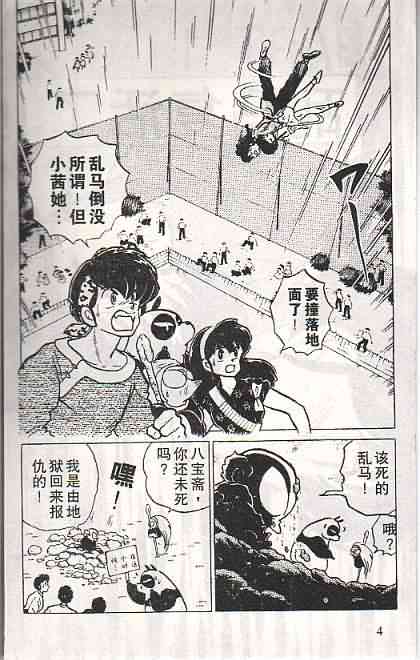 乱马倒没
所谓！但
小茜她…
要撞落地
面了！
该死的
乱马！
哦？
八宝斋，
你还未死
吗？
嘿！
我是由地
狱回来报
仇的！
4